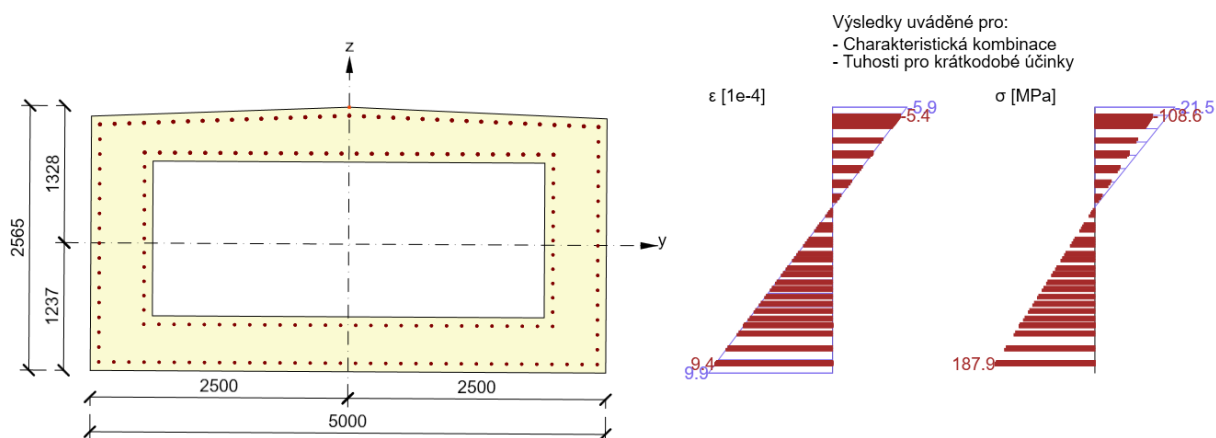 Výsledky uváděné pro:
- Charakteristická kombinace
- Tuhosti pro krátkodobé účinky
z
ε [1e-4]
σ [MPa]
-5.9
-5.4
-21.5
-108.6
1328
2565
y
1237
9.4
9.9
187.9
2500
2500
5000